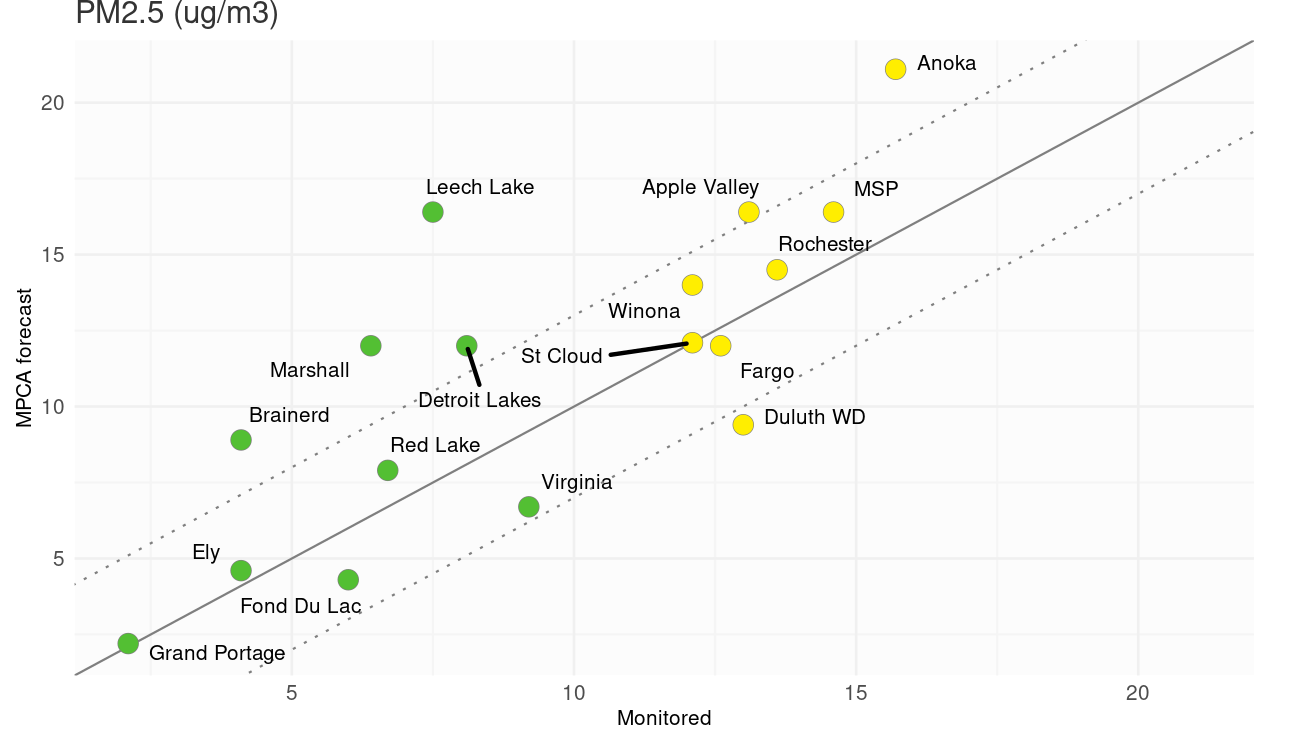 PM2.5 (ug/m3)
Anoka
20
Leech Lake
Apple Valley
MSP
Rochester
15
Winona
St Cloud
Marshall
Fargo
Detroit Lakes
10
Brainerd
Duluth WD
Red Lake
Virginia
Ely
5
Fond Du Lac
Grand Portage
5
10
15
20
Monitored
MPCA forecast